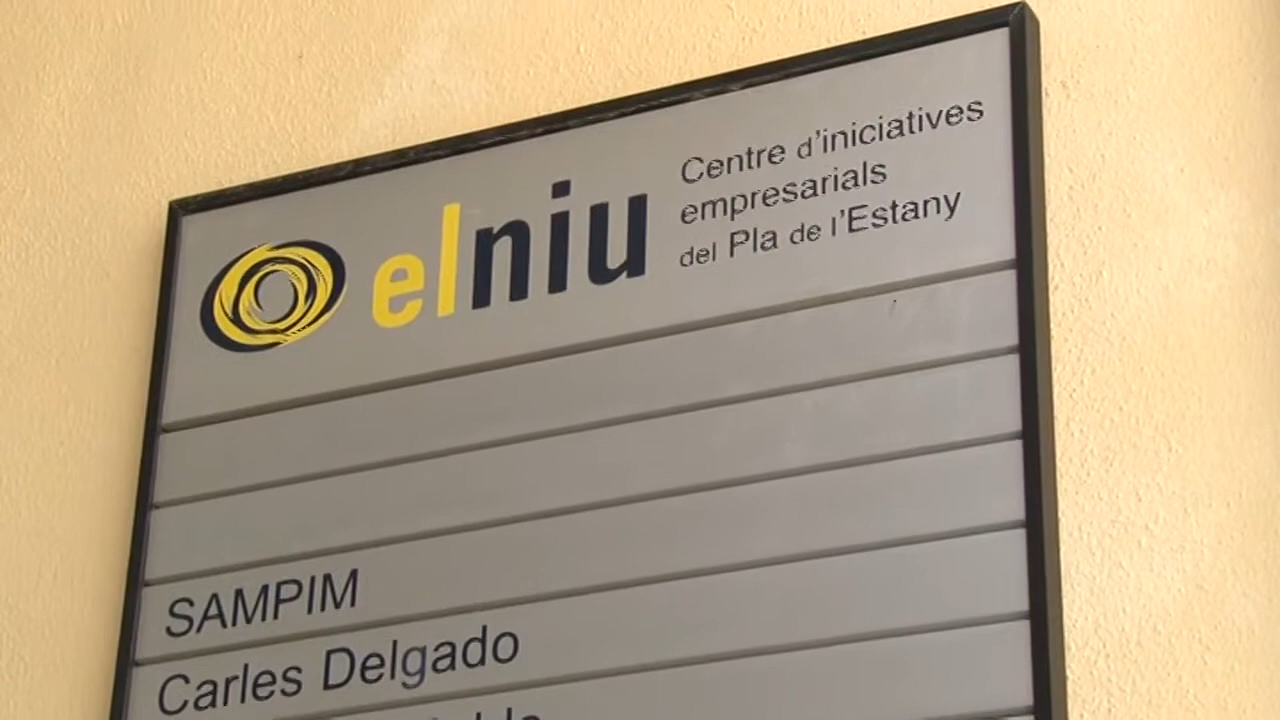 elniu
Centre d'iniciatives
empresarials
del Pla de l'Estany
SAMPIM
Carles Delgado